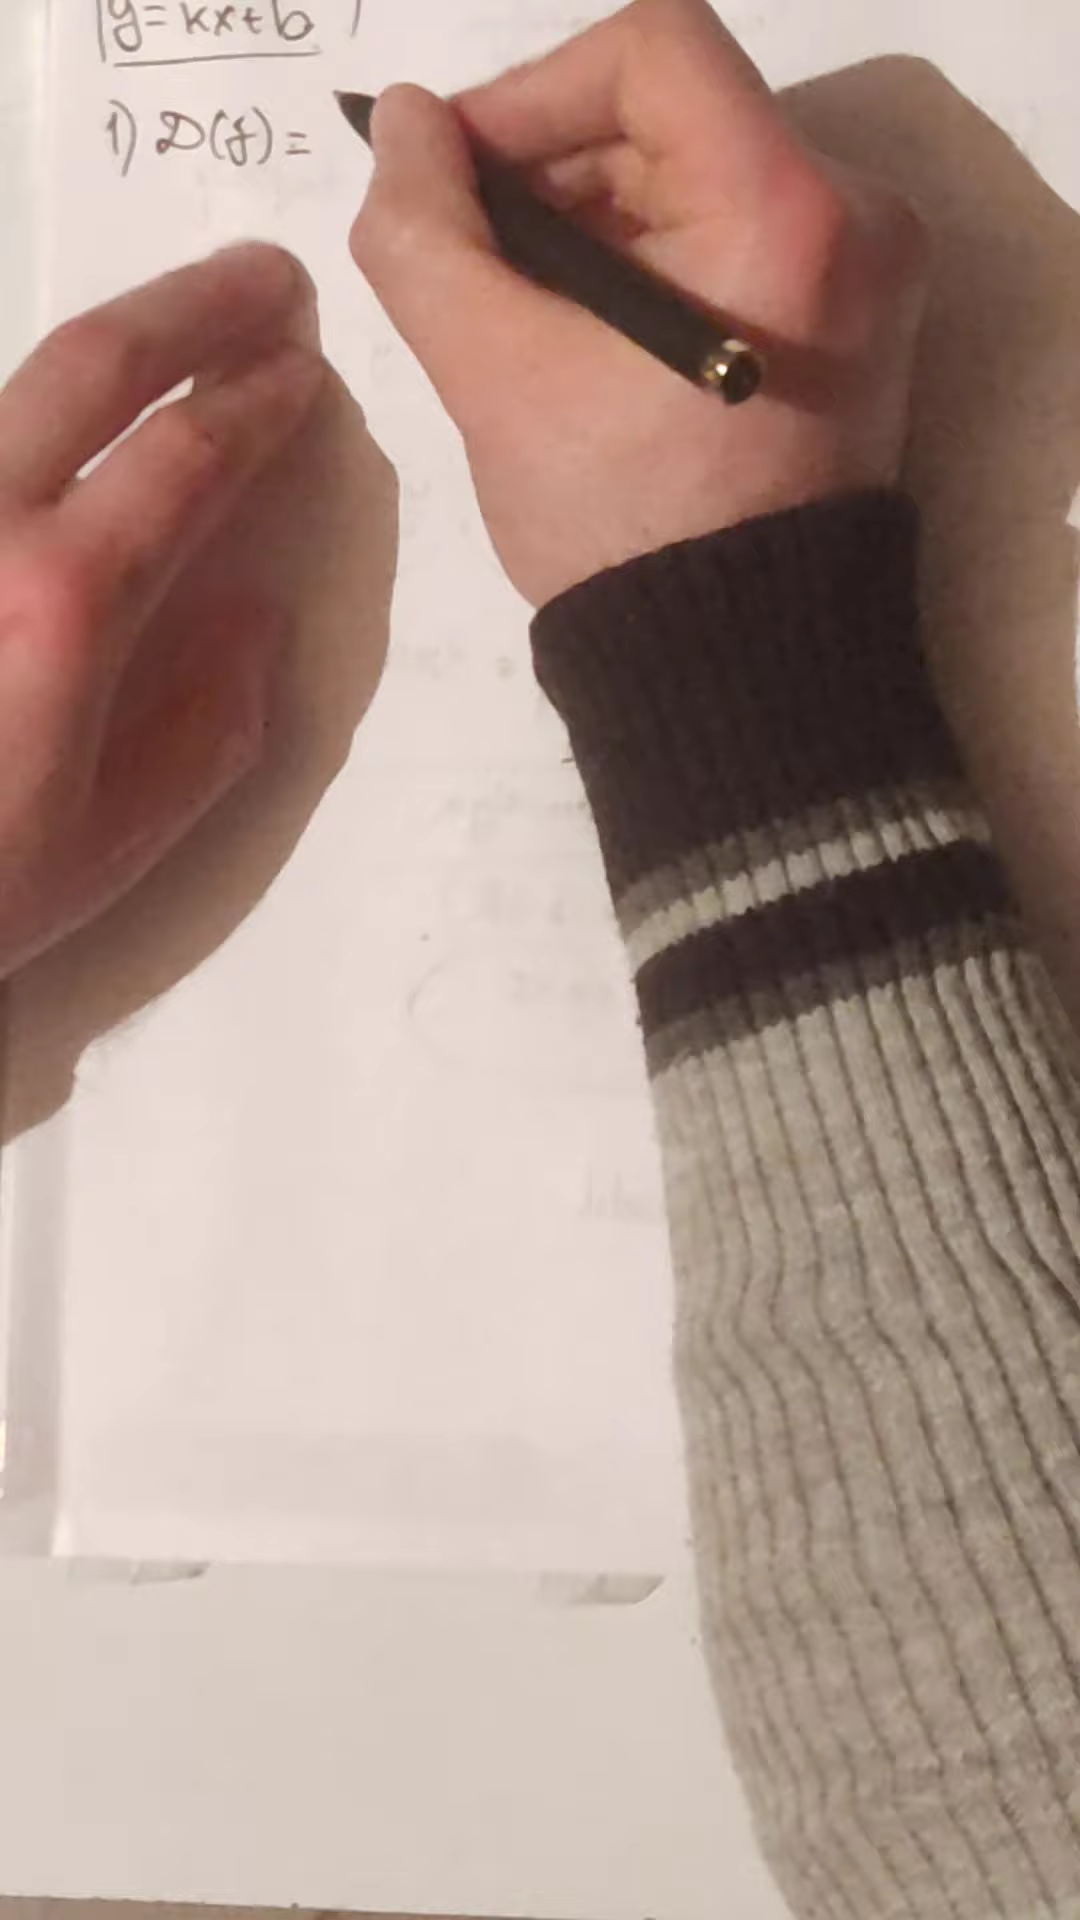 y=kx+b
1) D(f)=